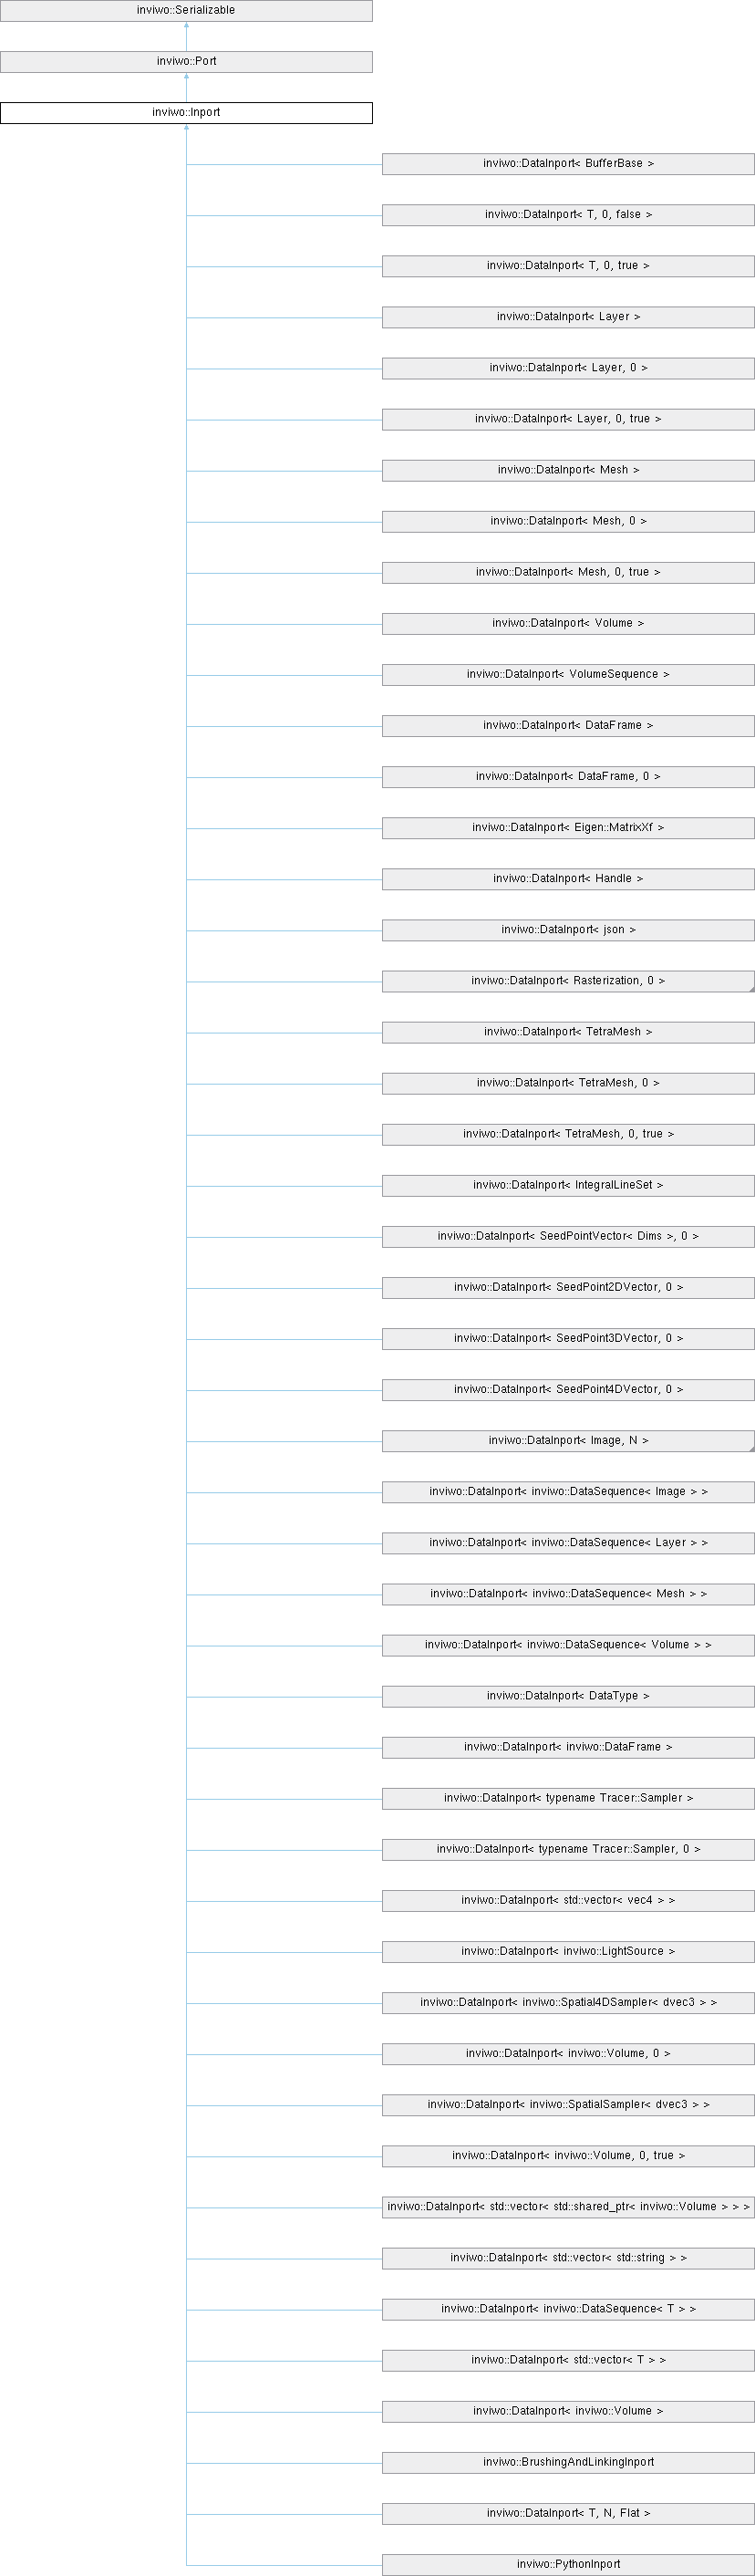 inviwo::Serializable
inviwo::Port
inviwo::Inport
inviwo::DataInport< BufferBase >
inviwo::DataInport< T, 0, false >
inviwo::DataInport< T, 0, true >
inviwo::DataInport< Layer >
inviwo::DataInport< Layer, 0 >
inviwo::DataInport< Layer, 0, true >
inviwo::DataInport< Mesh >
inviwo::DataInport< Mesh, 0 >
inviwo::DataInport< Mesh, 0, true >
inviwo::DataInport< Volume >
inviwo::DataInport< VolumeSequence >
inviwo::DataInport< DataFrame >
inviwo::DataInport< DataFrame, 0 >
inviwo::DataInport< Eigen::MatrixXf >
inviwo::DataInport< Handle >
inviwo::DataInport< json >
inviwo::DataInport< Rasterization, 0 >
inviwo::DataInport< TetraMesh >
inviwo::DataInport< TetraMesh, 0 >
inviwo::DataInport< TetraMesh, 0, true >
inviwo::DataInport< IntegralLineSet >
inviwo::DataInport< SeedPointVector< Dims >, 0 >
inviwo::DataInport< SeedPoint2DVector, 0 >
inviwo::DataInport< SeedPoint3DVector, 0 >
inviwo::DataInport< SeedPoint4DVector, 0 >
inviwo::DataInport< Image, N >
inviwo::DataInport< inviwo::DataSequence< Image > >
inviwo::DataInport< inviwo::DataSequence< Layer > >
inviwo::DataInport< inviwo::DataSequence< Mesh > >
inviwo::DataInport< inviwo::DataSequence< Volume > >
inviwo::DataInport< DataType >
inviwo::DataInport< inviwo::DataFrame >
inviwo::DataInport< typename Tracer::Sampler >
inviwo::DataInport< typename Tracer::Sampler, 0 >
inviwo::DataInport< std::vector< vec4 > >
inviwo::DataInport< inviwo::LightSource >
inviwo::DataInport< inviwo::Spatial4DSampler< dvec3 > >
inviwo::DataInport< inviwo::Volume, 0 >
inviwo::DataInport< inviwo::SpatialSampler< dvec3 > >
inviwo::DataInport< inviwo::Volume, 0, true >
inviwo::DataInport< std::vector< std::shared_ptr< inviwo::Volume > > >
inviwo::DataInport< std::vector< std::string > >
inviwo::DataInport< inviwo::DataSequence< T > >
inviwo::DataInport< std::vector< T > >
inviwo::DataInport< inviwo::Volume >
inviwo::BrushingAndLinkingInport
inviwo::DataInport< T, N, Flat >
inviwo::PythonInport